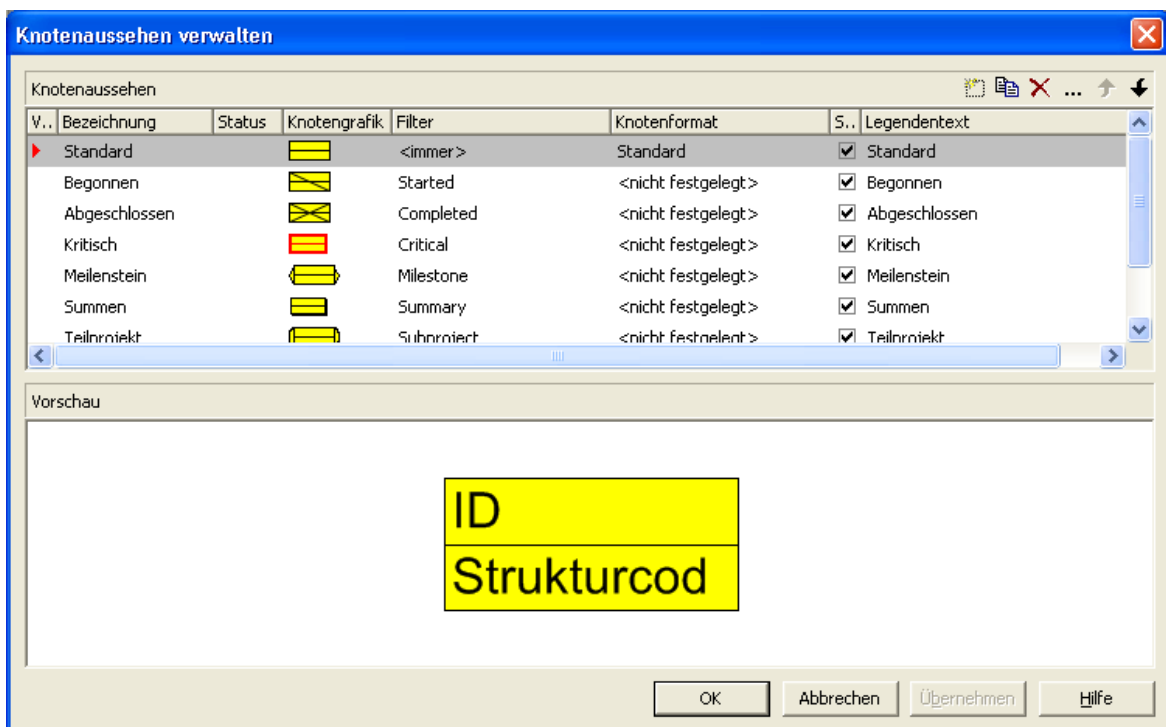 Knotenaussehen verwalten
Knotenaussehen ...
V.. Bezeichnung Status Knotengrafik Filter Knotenformat S.. Legendentext
Standard <immer> Standard Standard
Begonnen Started <nicht festgelegt> Begonnen
Abgeschlossen Completed <nicht festgelegt> Abgeschlossen
Kritisch Critical <nicht festgelegt> Kritisch
Meilenstein Milestone <nicht festgelegt> Meilenstein
Summen Summary <nicht festgelegt> Summen
Teilprojekt Subproject <nicht festgelegt> Teilprojekt
Vorschau
ID
Strukturcod
OK Abbrechen Übernehmen Hilfe